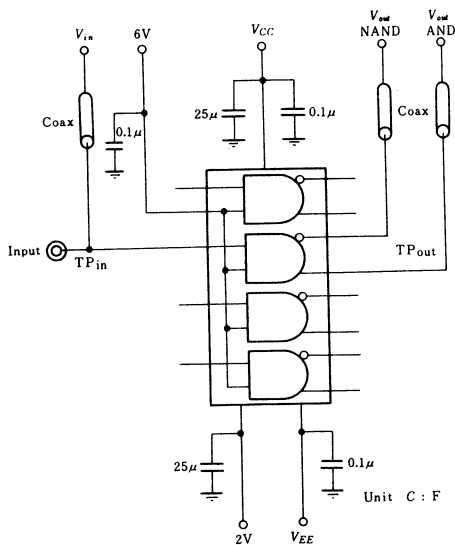 Vin
6V
VCC
Vout
NAND
Vout
AND
Coax
0.1μ
25μ
0.1μ
Coax
Input
TPin
TPout
25μ
0.1μ
Unit C : F
2V
VEE